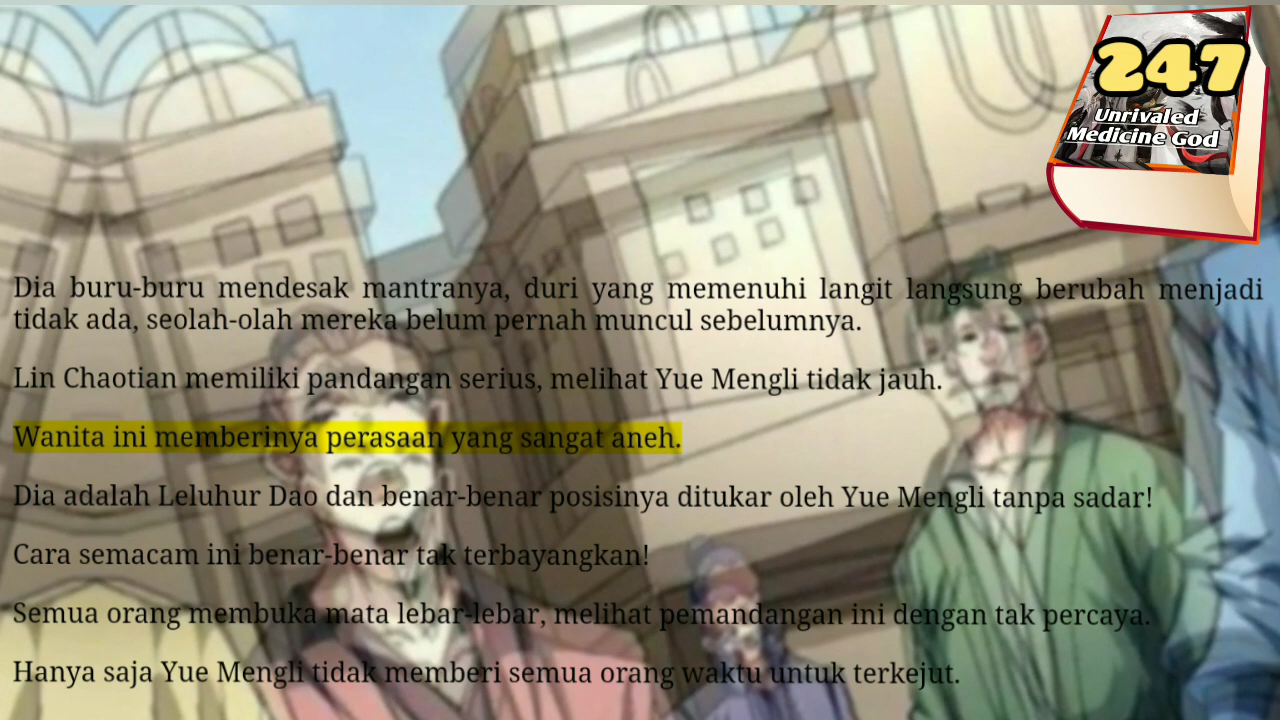 247
Unrivaled
Medicine God
Dia buru-buru mendesak mantranya, duri yang memenuhi langit langsung berubah menjadi
tidak ada, seolah-olah mereka belum pernah muncul sebelumnya.
Lin Chaotian memiliki pandangan serius, melihat Yue Mengli tidak jauh.
Wanita ini memberinya perasaan yang sangat aneh.
Dia adalah Leluhur Dao dan benar-benar posisinya ditukar oleh Yue Mengli tanpa sadar!
Cara semacam ini benar-benar tak terbayangkan!
Semua orang membuka mata lebar-lebar, melihat pemandangan ini dengan tak percaya.
Hanya saja Yue Mengli tidak memberi semua orang waktu untuk terkejut.